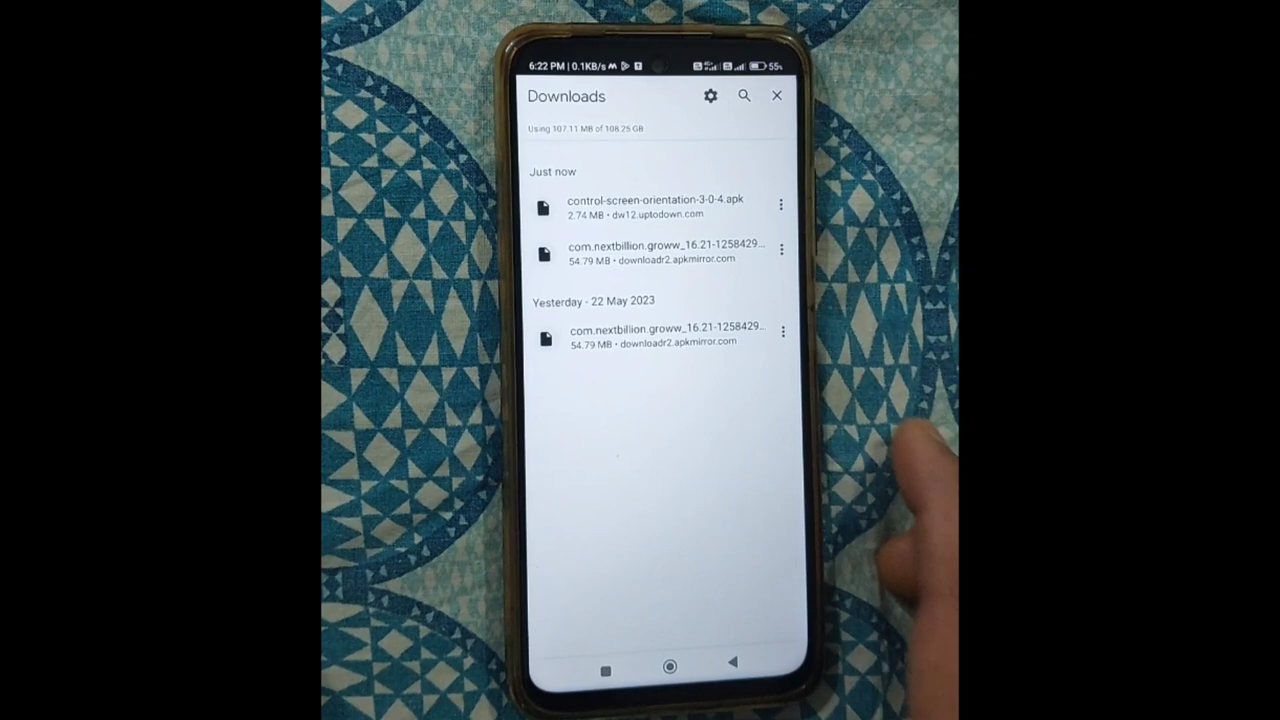 6:22 PM | 0.1KB/s
55%
Downloads
Using 107.11 MB of 108.25 GB
Just now
control-screen-orientation-3-0-4.apk
2.74 MB • dw12.uptodown.com
com.nextbillion.groww_16.21-1258429...
54.79 MB • downloadr2.apkmirror.com
Yesterday - 22 May 2023
com.nextbillion.groww_16.21-1258429...
54.79 MB • downloadr2.apkmirror.com